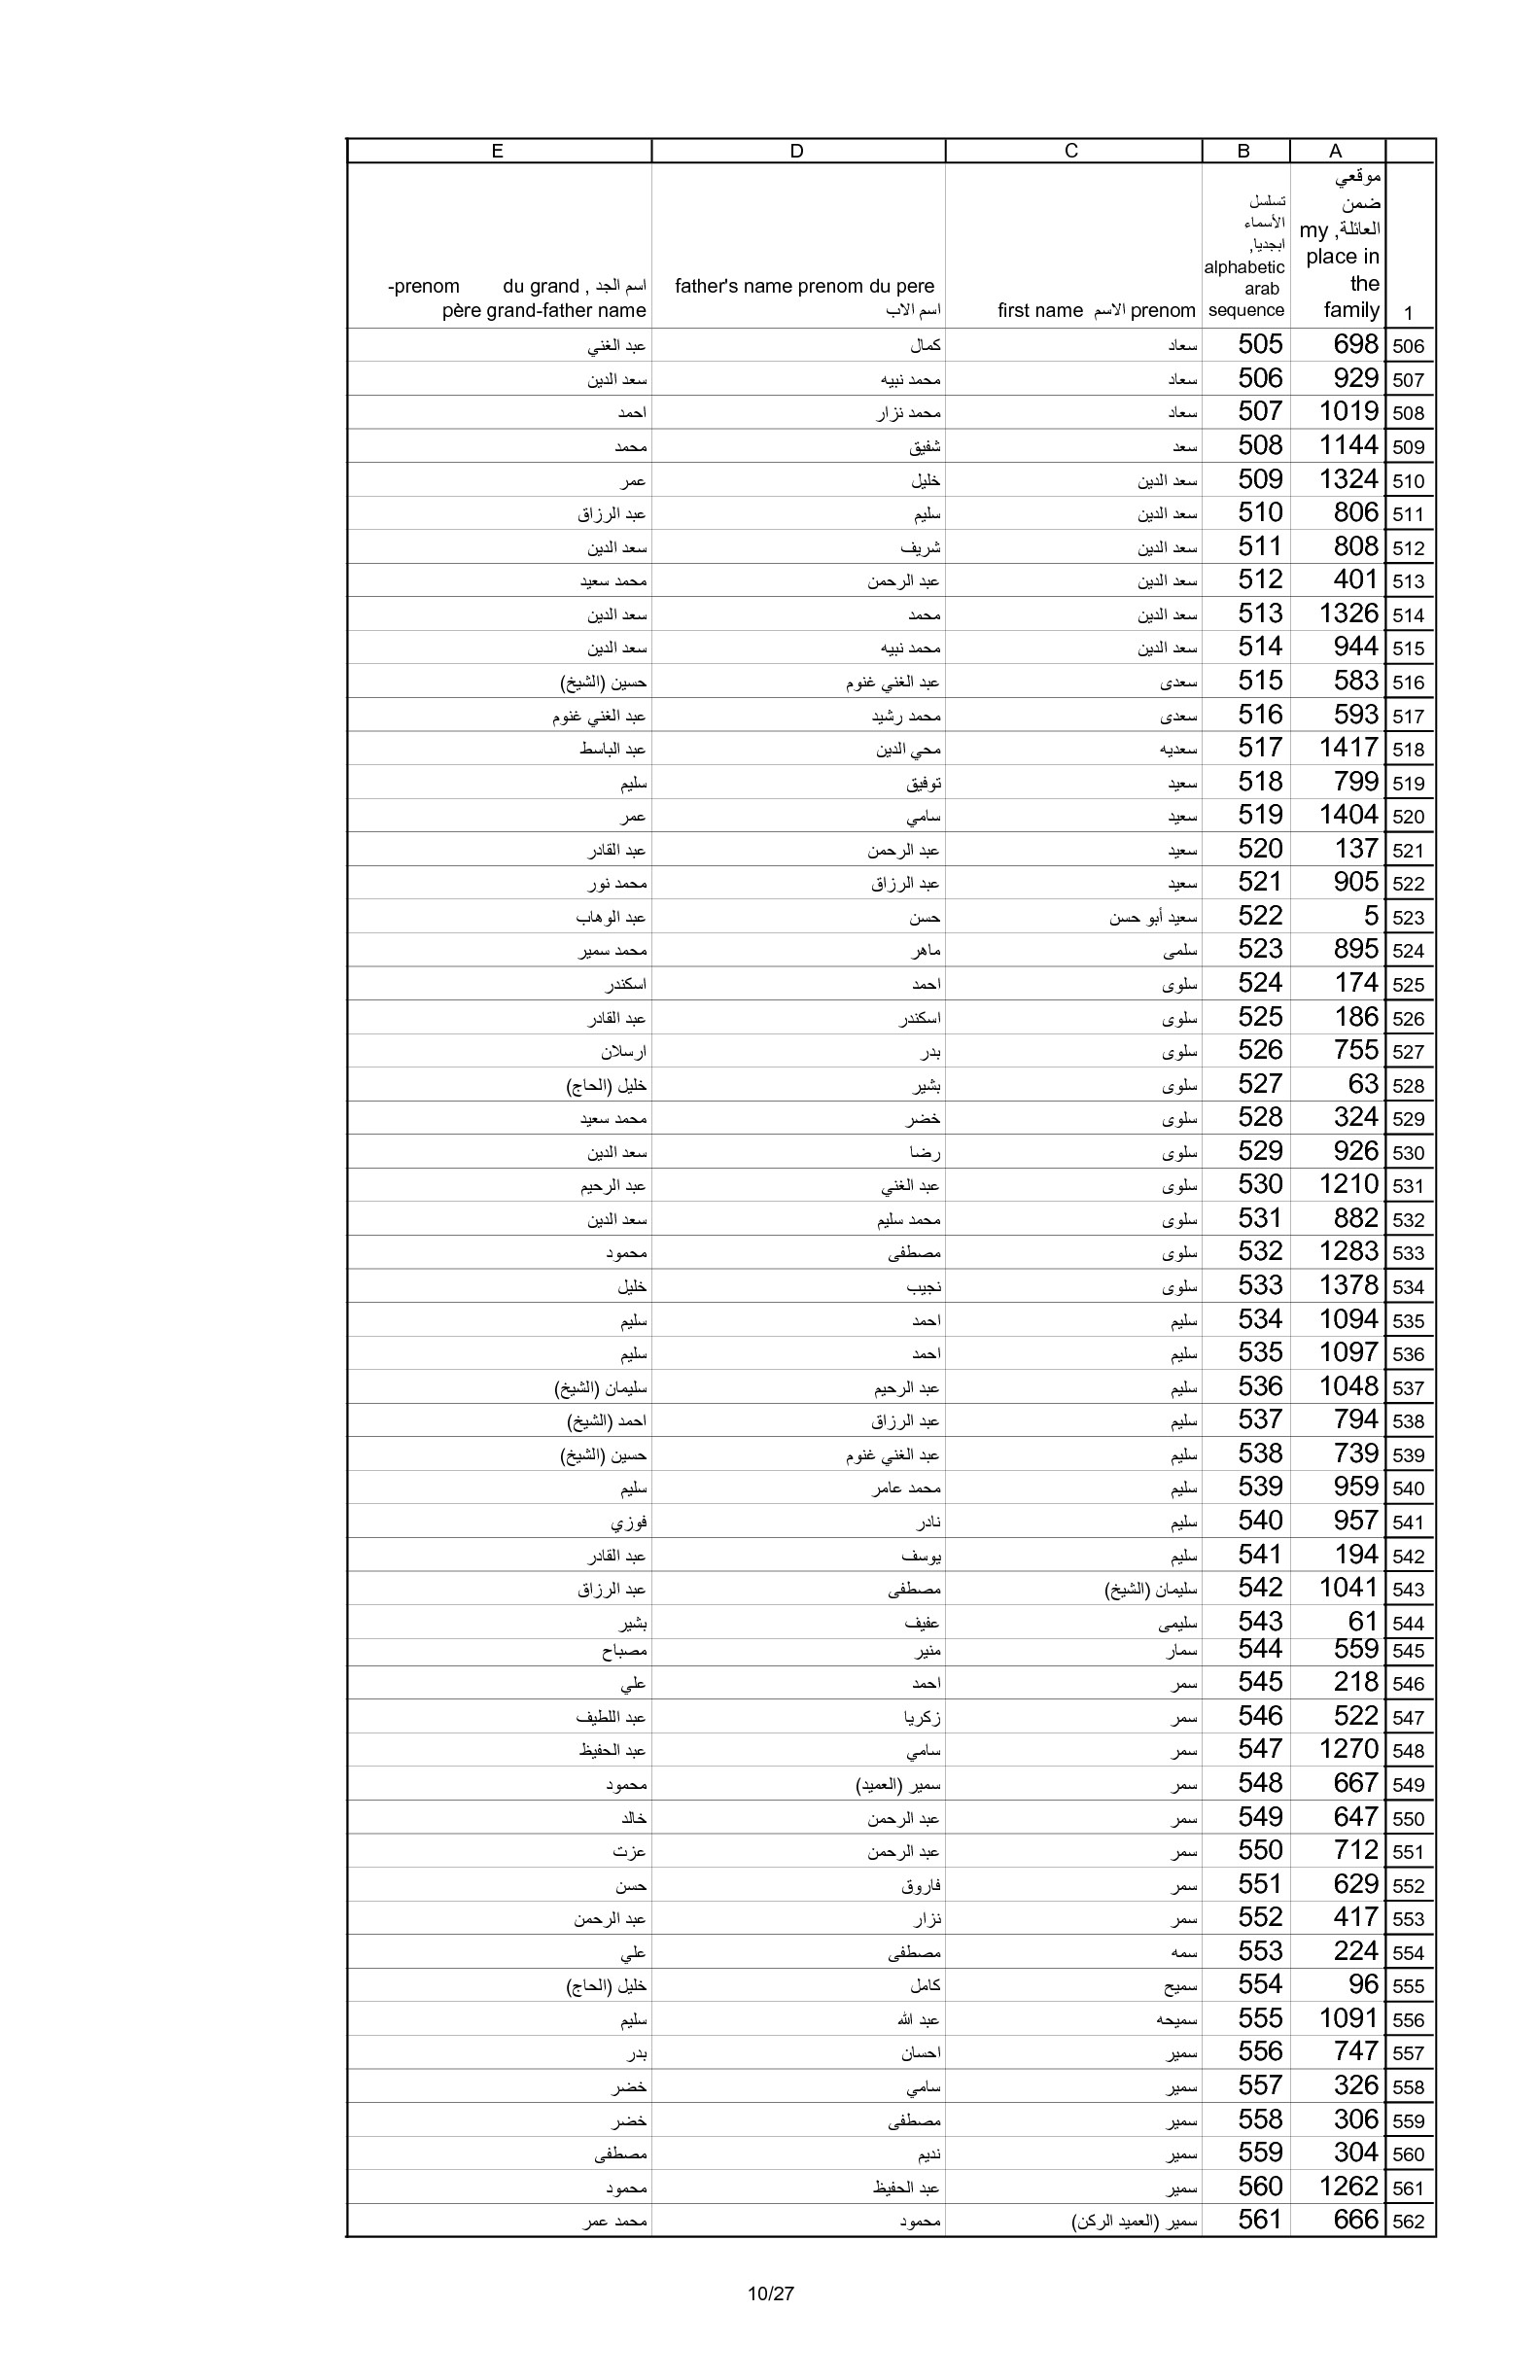 A B C D E
1 موقعي ضمن العائلة, my place in the family تسلسل الأسماء ابجديا, alphabetic arab sequence first name الاسم prenom father's name prenom du pere اسم الاب -prenom du grand , اسم الجد père grand-father name
506 698 505 سعاد كمال عبد الغني
507 929 506 سعاد محمد نبيه سعد الدين
508 1019 507 سعاد محمد نزار احمد
509 1144 508 سعد شفيق محمد
510 1324 509 سعد الدين خليل عمر
511 806 510 سعد الدين سليم عبد الرزاق
512 808 511 سعد الدين شريف سعد الدين
513 401 512 سعد الدين عبد الرحمن محمد سعيد
514 1326 513 سعد الدين محمد سعد الدين
515 944 514 سعد الدين محمد نبيه سعد الدين
516 583 515 سعدى عبد الغني غنوم حسين (الشيخ)
517 593 516 سعدى محمد رشيد عبد الغني غنوم
518 1417 517 سعديه محي الدين عبد الباسط
519 799 518 سعيد توفيق سليم
520 1404 519 سعيد سامي عمر
521 137 520 سعيد عبد الرحمن عبد القادر
522 905 521 سعيد عبد الرزاق محمد نور
523 5 522 سعيد أبو حسن حسن عبد الوهاب
524 895 523 سلمى ماهر محمد سمير
525 174 524 سلوى احمد اسكندر
526 186 525 سلوى اسكندر عبد القادر
527 755 526 سلوى بدر ارسلان
528 63 527 سلوى بشير خليل (الحاج)
529 324 528 سلوى خضر محمد سعيد
530 926 529 سلوى رضا سعد الدين
531 1210 530 سلوى عبد الغني عبد الرحيم
532 882 531 سلوى محمد سليم سعد الدين
533 1283 532 سلوى مصطفى محمود
534 1378 533 سلوى نجيب خليل
535 1094 534 سليم احمد سليم
536 1097 535 سليم احمد سليم
537 1048 536 سليم عبد الرحيم سليمان (الشيخ)
538 794 537 سليم عبد الرزاق احمد (الشيخ)
539 739 538 سليم عبد الغني غنوم حسين (الشيخ)
540 959 539 سليم محمد عامر سليم
541 957 540 سليم نادر فوزي
542 194 541 سليم يوسف عبد القادر
543 1041 542 سليمان (الشيخ) مصطفى عبد الرزاق
544 61 543 سليمى عفيف بشير
545 559 544 سمار منير مصباح
546 218 545 سمر احمد علي
547 522 546 سمر زكريا عبد اللطيف
548 1270 547 سمر سامي عبد الحفيظ
549 667 548 سمر سمير (العميد) محمود
550 647 549 سمر عبد الرحمن خالد
551 712 550 سمر عبد الرحمن عزت
552 629 551 سمر فاروق حسن
553 417 552 سمر نزار عبد الرحمن
554 224 553 سمه مصطفى علي
555 96 554 سميح كامل خليل (الحاج)
556 1091 555 سميحه عبد الله سليم
557 747 556 سمير احسان بدر
558 326 557 سمير سامي خضر
559 306 558 سمير مصطفى خضر
560 304 559 سمير نديم مصطفى
561 1262 560 سمير عبد الحفيظ محمود
562 666 561 سمير (العميد الركن) محمود محمد عمر
10/27